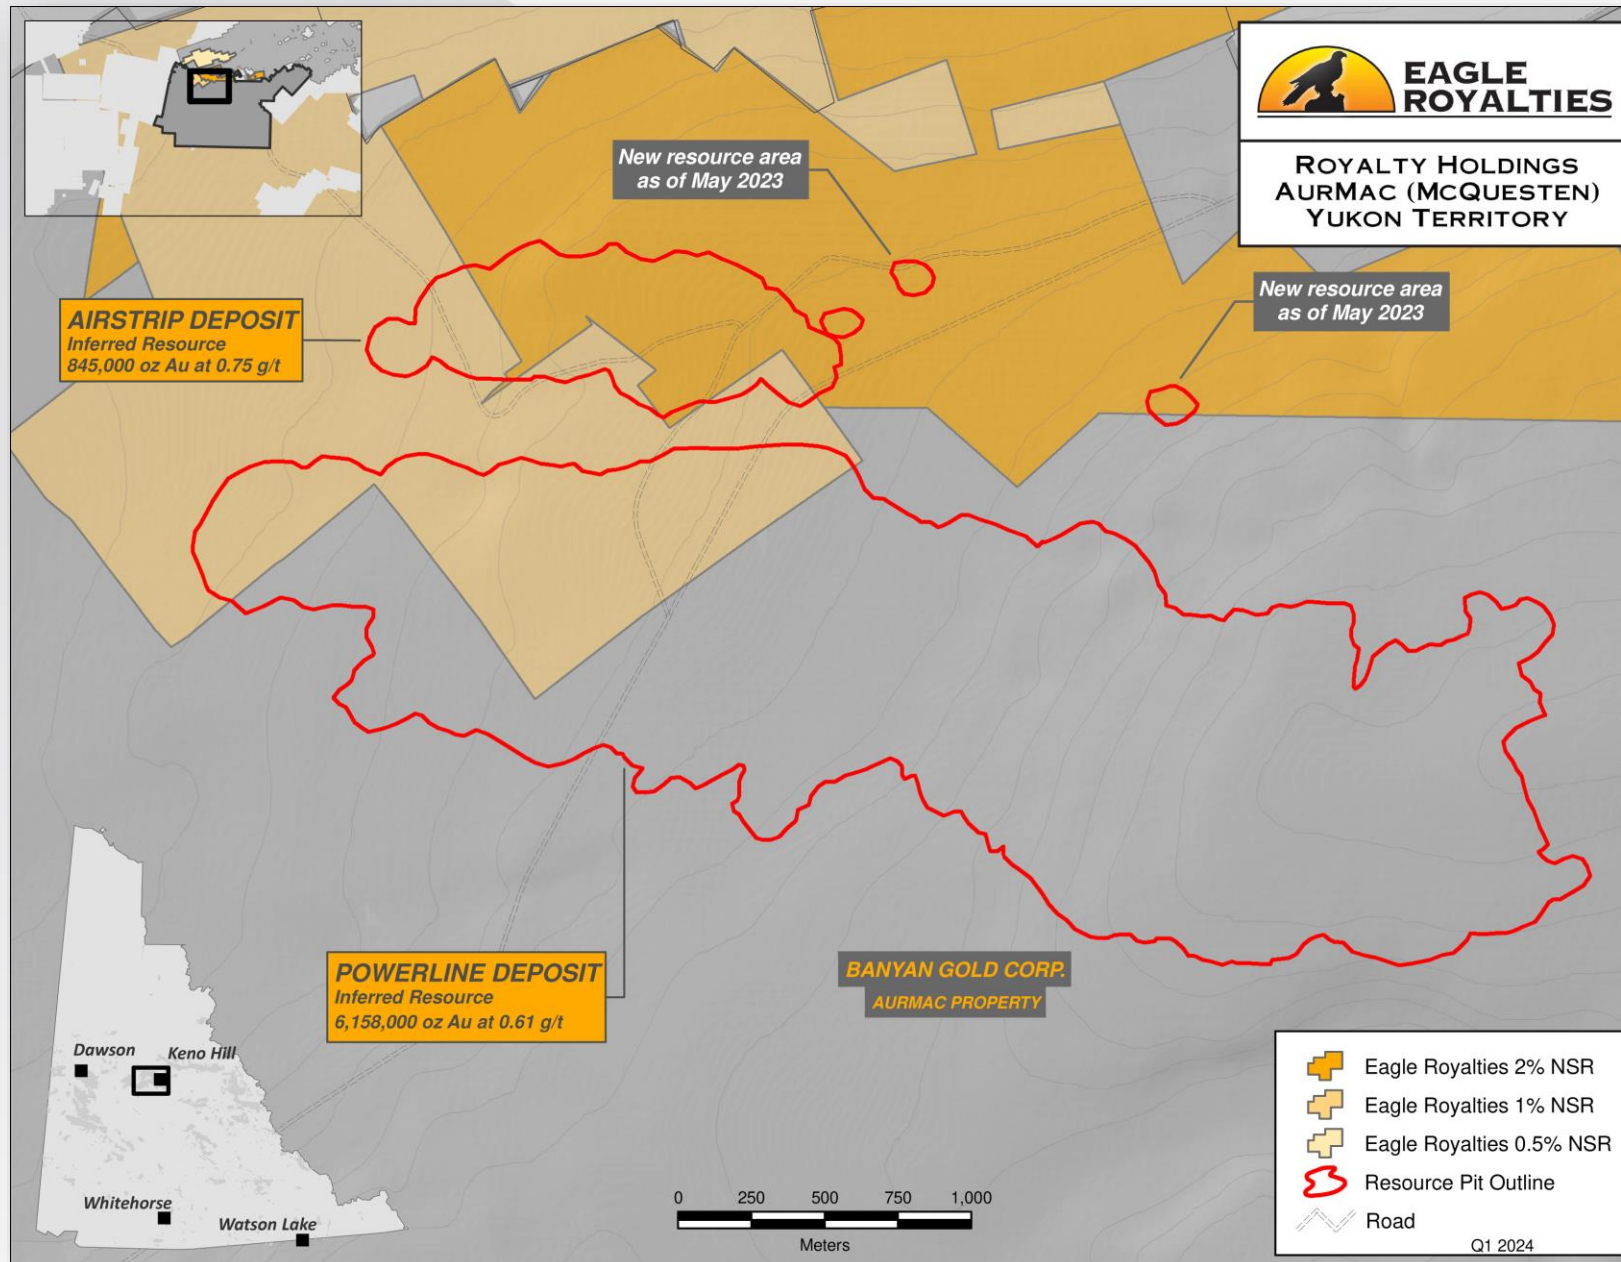 EAGLE
ROYALTIES
ROYALTY HOLDINGS
AURMAC (MCQUESTEN)
YUKON TERRITORY
New resource area
as of May 2023
New resource area
as of May 2023
AIRSTRIP DEPOSIT
Inferred Resource
845,000 oz Au at 0.75 g/t
POWERLINE DEPOSIT
Inferred Resource
6,158,000 oz Au at 0.61 g/t
BANYAN GOLD CORP.
AURMAC PROPERTY
Dawson
Keno Hill
Whitehorse
Watson Lake
0 250 500 750 1,000
Meters
Eagle Royalties 2% NSR
Eagle Royalties 1% NSR
Eagle Royalties 0.5% NSR
Resource Pit Outline
Road
Q1 2024